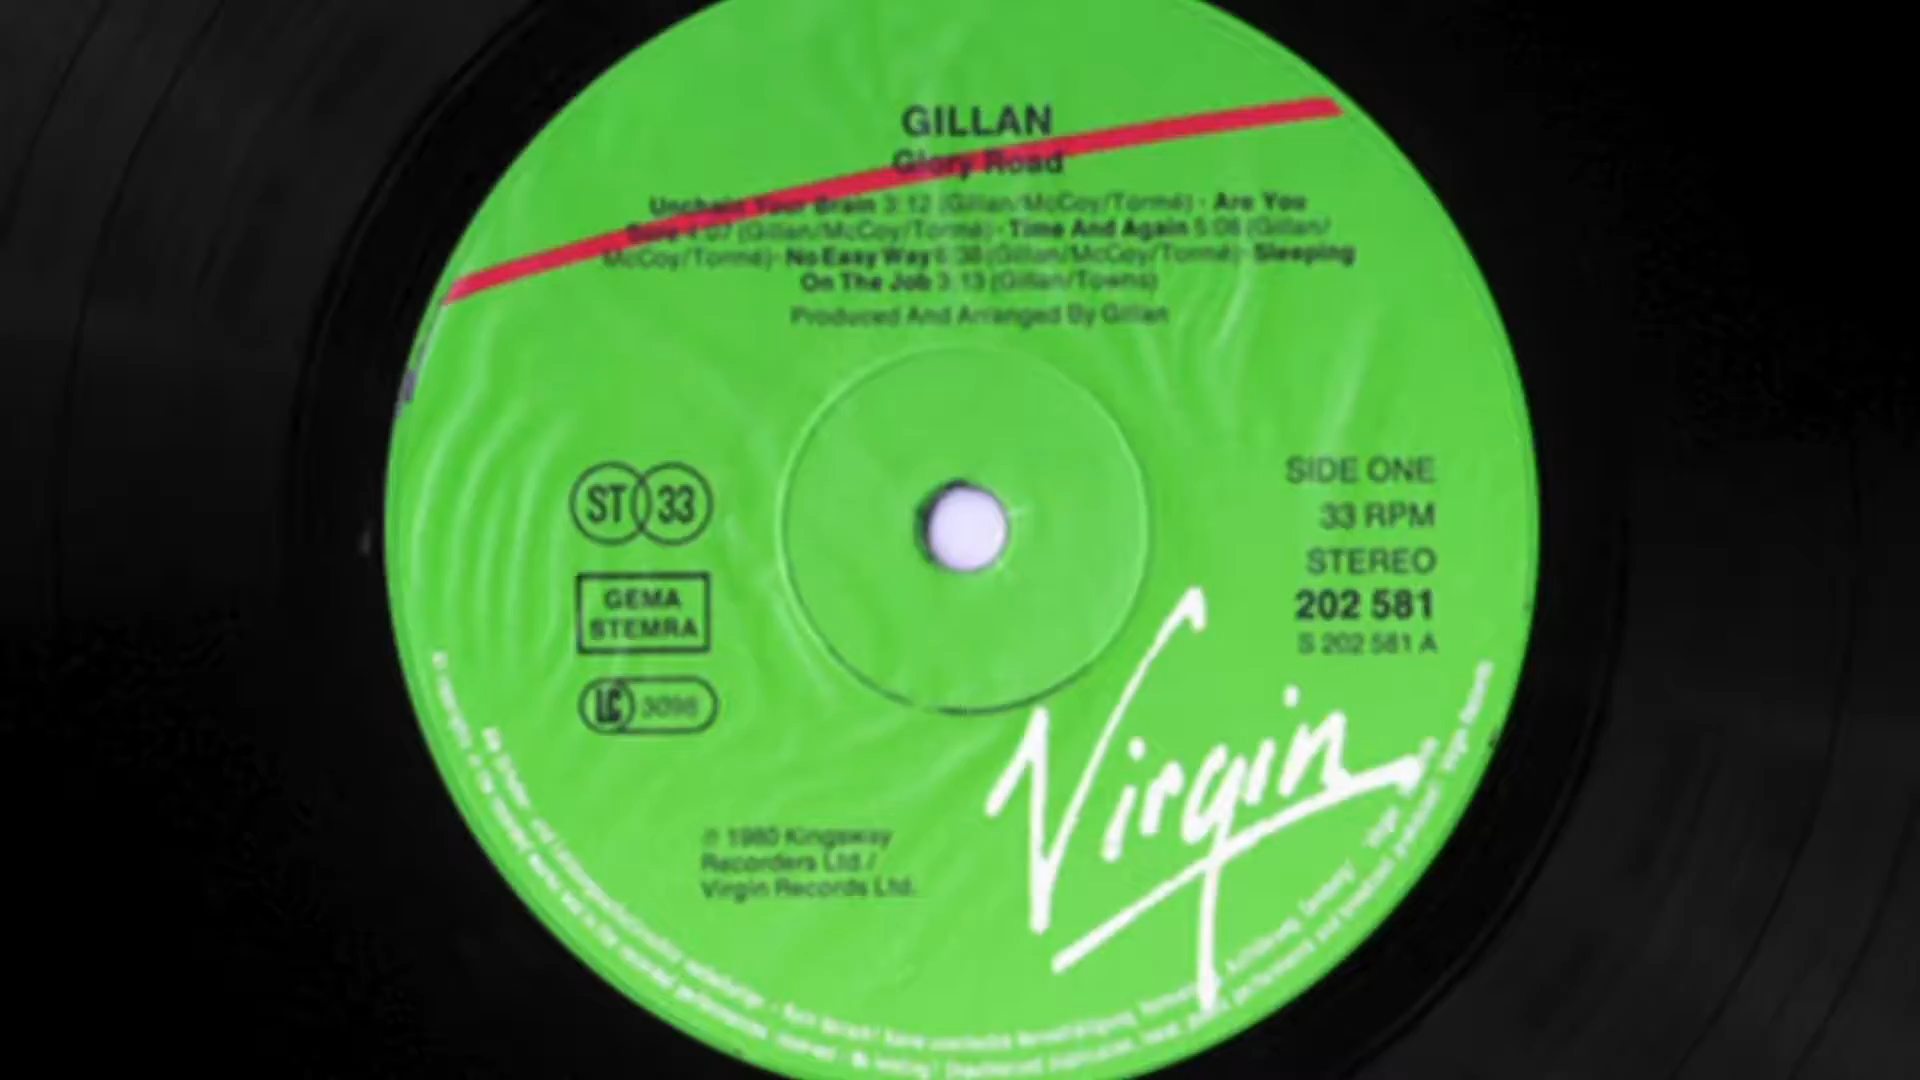 GILLAN
Glory Road
Unchain Your Brain 3:12 (Gillan/McCoy/Tormé) · Are You
Sure 4:07 (Gillan/McCoy/Tormé) · Time And Again 5:08 (Gillan/
McCoy/Tormé) · No Easy Way 6:38 (Gillan/McCoy/Tormé) · Sleeping
On The Job 3:13 (Gillan/Towns)
Produced And Arranged By Gillan
ST 33
SIDE ONE
33 RPM
STEREO
202 581
S 202 581 A
GEMA
STEMRA
LC 3098
Virgin
℗ 1980 Kingsway
Recorders Ltd./
Virgin Records Ltd.